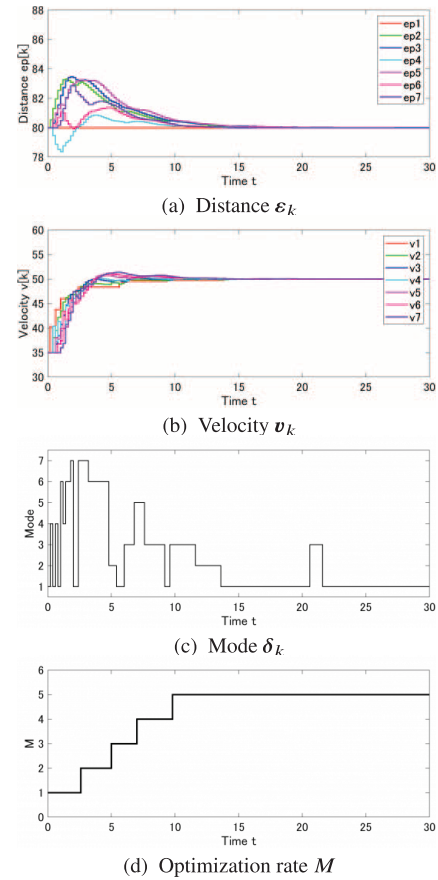 Distance ep[k]
88
86
84
82
80
78
0 5 10 15 20 25 30
Time t
ep1
ep2
ep3
ep4
ep5
ep6
ep7
(a) Distance εₖ
Velocity v[k]
60
55
50
45
40
35
30
0 5 10 15 20 25 30
Time t
v1
v2
v3
v4
v5
v6
v7
(b) Velocity vₖ
Mode
7
6
5
4
3
2
1
0 5 10 15 20 25 30
Time t
(c) Mode δₖ
M
6
5
4
3
2
1
0
0 5 10 15 20 25 30
Time t
(d) Optimization rate M